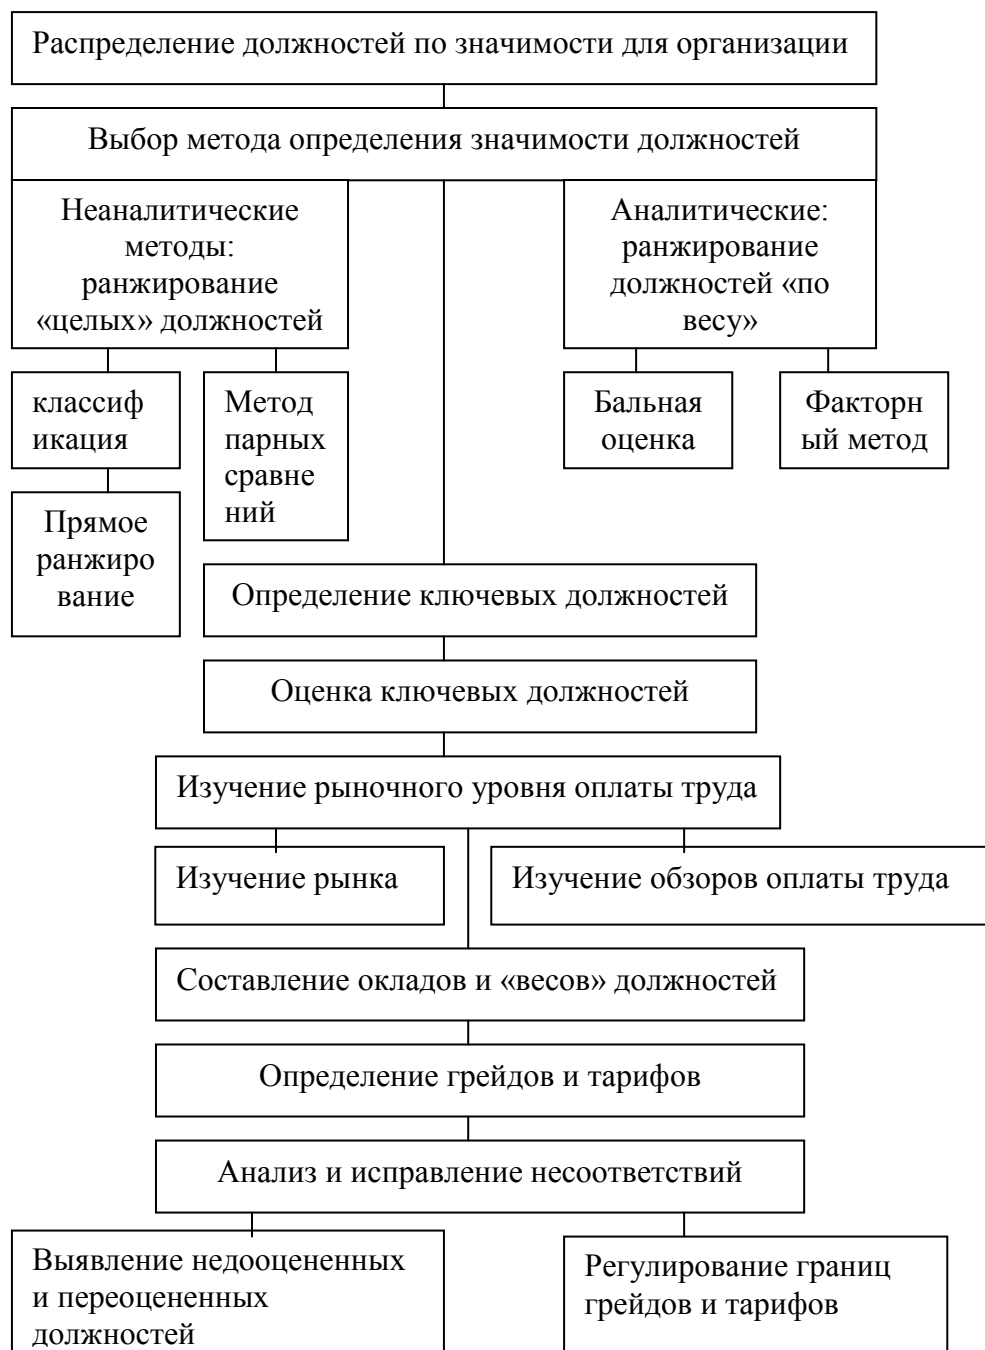 Распределение должностей по значимости для организации
Выбор метода определения значимости должностей
Неаналитические
методы:
ранжирование
«целых» должностей
Аналитические:
ранжирование
должностей «по
весу»
классиф
икация
Метод
парных
сравне
ний
Бальная
оценка
Факторн
ый метод
Прямое
ранжиро
вание
Определение ключевых должностей
Оценка ключевых должностей
Изучение рыночного уровня оплаты труда
Изучение рынка
Изучение обзоров оплаты труда
Составление окладов и «весов» должностей
Определение грейдов и тарифов
Анализ и исправление несоответствий
Выявление недооцененных
и переоцененных
должностей
Регулирование границ
грейдов и тарифов